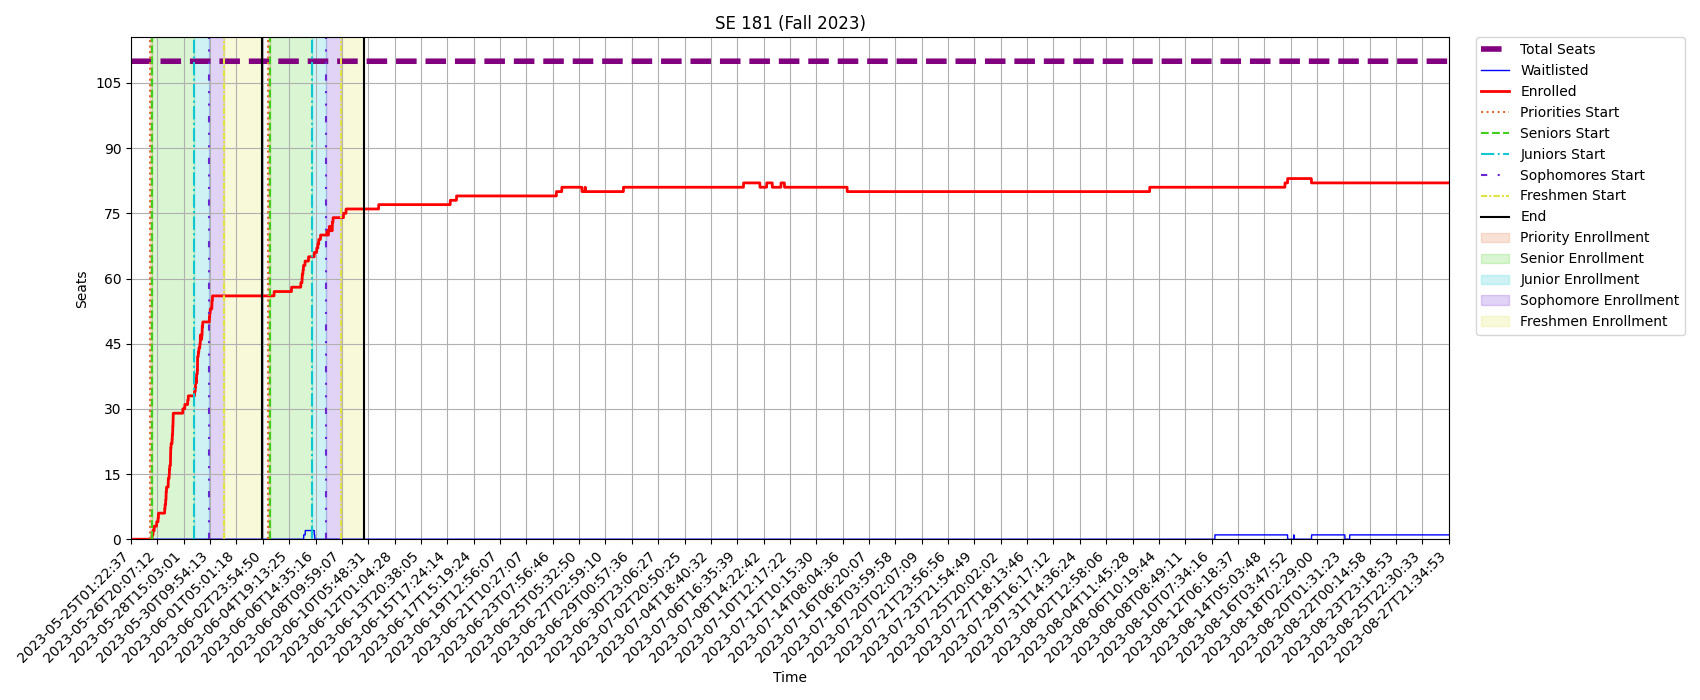 SE 181 (Fall 2023)
Total Seats
Waitlisted
Enrolled
Priorities Start
Seniors Start
Juniors Start
Sophomores Start
Freshmen Start
End
Priority Enrollment
Senior Enrollment
Junior Enrollment
Sophomore Enrollment
Freshmen Enrollment
Seats
105
90
75
60
45
30
15
0
2023-05-25T01:22:37
2023-05-26T20:07:12
2023-05-28T15:03:01
2023-05-30T09:54:13
2023-06-01T05:01:18
2023-06-02T23:54:50
2023-06-04T19:13:25
2023-06-06T14:35:16
2023-06-08T09:59:07
2023-06-10T05:48:31
2023-06-12T01:04:28
2023-06-13T20:38:05
2023-06-15T17:24:14
2023-06-17T15:19:24
2023-06-19T12:56:07
2023-06-21T10:27:07
2023-06-23T07:56:46
2023-06-25T05:32:50
2023-06-27T02:59:10
2023-06-29T00:57:36
2023-06-30T23:06:27
2023-07-02T20:50:25
2023-07-04T18:40:32
2023-07-06T16:35:39
2023-07-08T14:22:42
2023-07-10T12:17:22
2023-07-12T10:15:30
2023-07-14T08:04:36
2023-07-16T06:20:07
2023-07-18T03:59:58
2023-07-20T02:07:09
2023-07-21T23:56:56
2023-07-23T21:54:49
2023-07-25T20:02:02
2023-07-27T18:13:46
2023-07-29T16:17:12
2023-07-31T14:36:24
2023-08-02T12:58:06
2023-08-04T11:45:28
2023-08-06T10:19:44
2023-08-08T08:49:11
2023-08-10T07:34:16
2023-08-12T06:18:37
2023-08-14T05:03:48
2023-08-16T03:47:52
2023-08-18T02:29:00
2023-08-20T01:31:23
2023-08-22T00:14:58
2023-08-23T23:18:53
2023-08-25T22:30:33
2023-08-27T21:34:53
Time